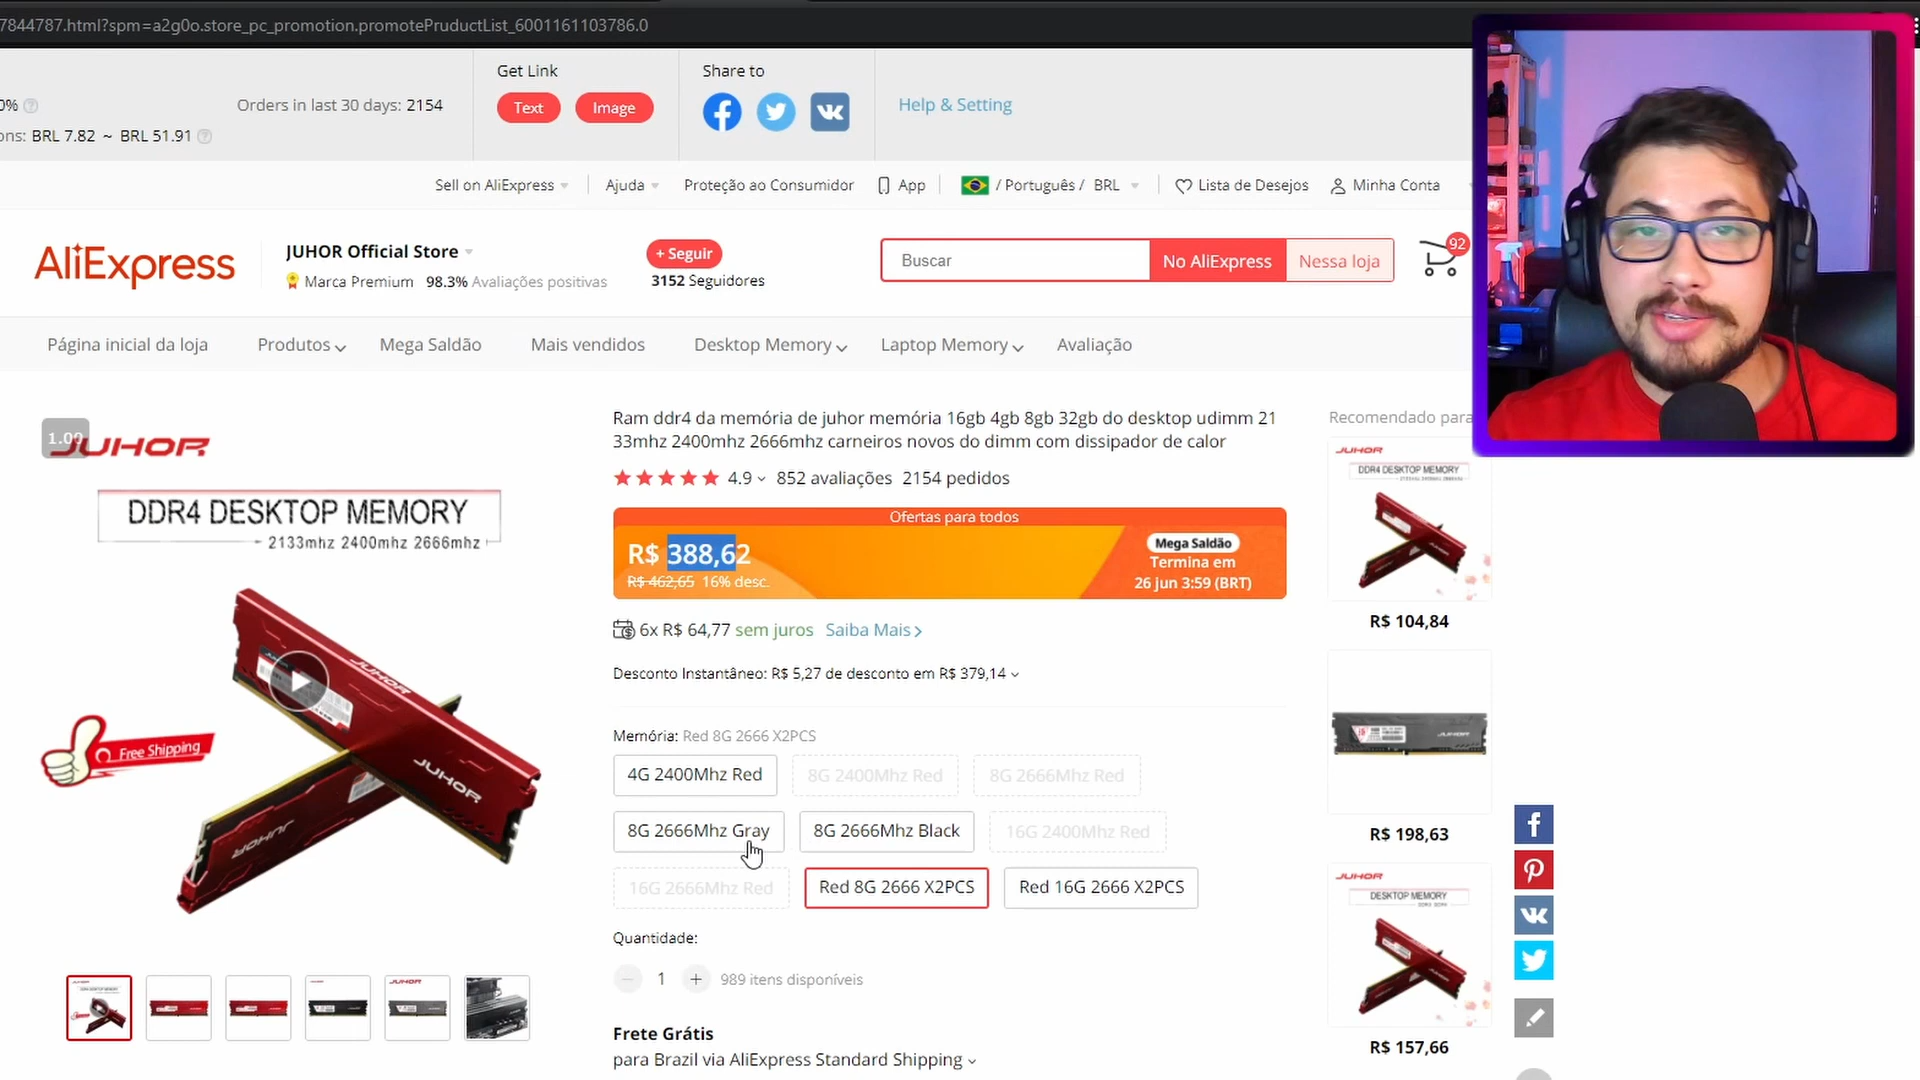 7844787.html?spm=a2g0o.store_pc_promotion.promotePruductList_6001161103786.0
0%
Orders in last 30 days: 2154
ons: BRL 7.82 ~ BRL 51.91
Get Link
Text
Image
Share to
Help & Setting
Sell on AliExpress
Ajuda
Proteção ao Consumidor
App
/ Português / BRL
Lista de Desejos
Minha Conta
AliExpress
JUHOR Official Store
Marca Premium 98.3% Avaliações positivas
+ Seguir
3152 Seguidores
Buscar
No AliExpress
Nessa loja
92
Página inicial da loja
Produtos
Mega Saldão
Mais vendidos
Desktop Memory
Laptop Memory
Avaliação
1.00
JUHOR
DDR4 DESKTOP MEMORY
2133mhz 2400mhz 2666mhz
JUHOR
JUHOR
JUHOR
Free Shipping
Ram ddr4 da memória de juhor memória 16gb 4gb 8gb 32gb do desktop udimm 21
33mhz 2400mhz 2666mhz carneiros novos do dimm com dissipador de calor
4.9 852 avaliações 2154 pedidos
Ofertas para todos
R$ 388,62
R$ 462,65 16% desc.
Mega Saldão
Termina em
26 jun 3:59 (BRT)
6x R$ 64,77 sem juros Saiba Mais
Desconto Instantâneo: R$ 5,27 de desconto em R$ 379,14
Memória: Red 8G 2666 X2PCS
4G 2400Mhz Red
8G 2400Mhz Red
8G 2666Mhz Red
8G 2666Mhz Gray
8G 2666Mhz Black
16G 2400Mhz Red
16G 2666Mhz Red
Red 8G 2666 X2PCS
Red 16G 2666 X2PCS
Quantidade:
1
989 itens disponíveis
Frete Grátis
para Brazil via AliExpress Standard Shipping
Recomendado para
JUHOR
DDR4 DESKTOP MEMORY
R$ 104,84
JUHOR
R$ 198,63
JUHOR
DESKTOP MEMORY
R$ 157,66